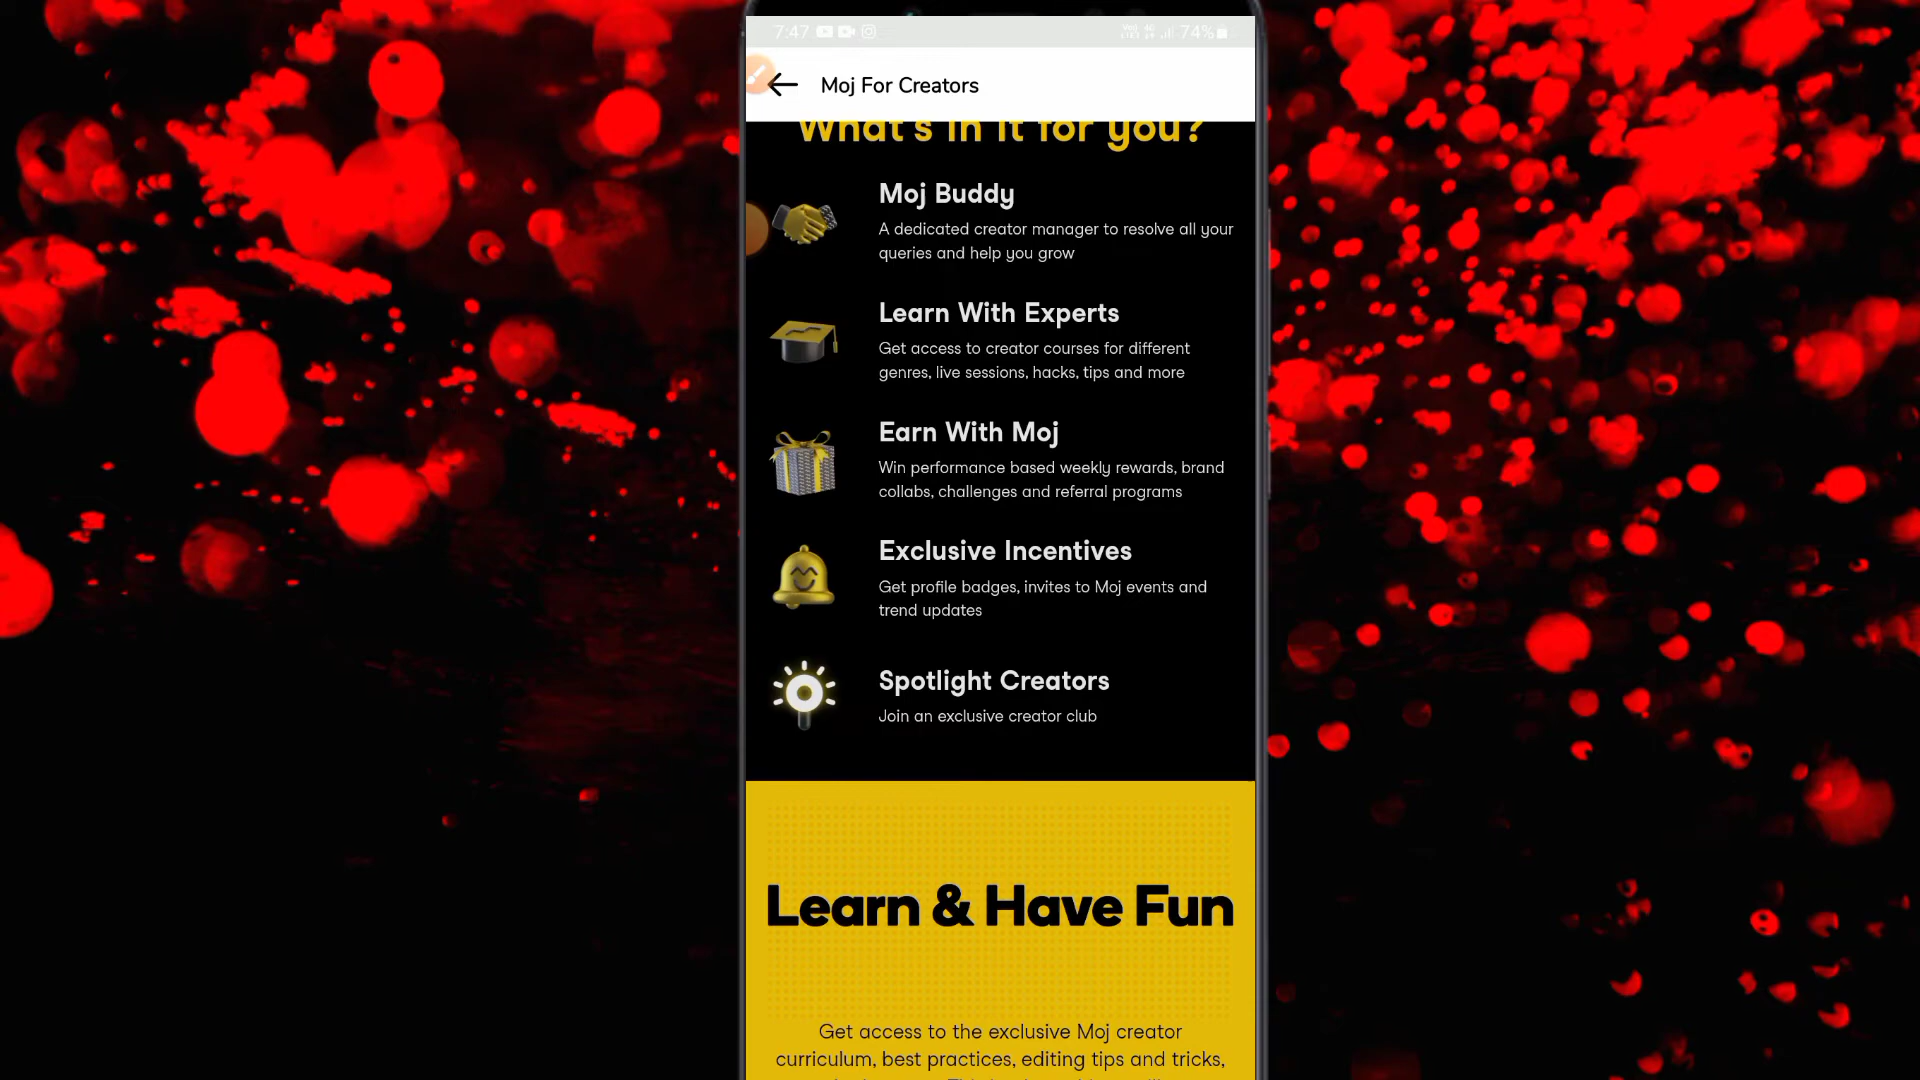 7:47
74%
Moj For Creators
What's in it for you?
Moj Buddy
A dedicated creator manager to resolve all your
queries and help you grow
Learn With Experts
Get access to creator courses for different
genres, live sessions, hacks, tips and more
Earn With Moj
Win performance based weekly rewards, brand
collabs, challenges and referral programs
Exclusive Incentives
Get profile badges, invites to Moj events and
trend updates
Spotlight Creators
Join an exclusive creator club
Learn & Have Fun
Get access to the exclusive Moj creator
curriculum, best practices, editing tips and tricks,